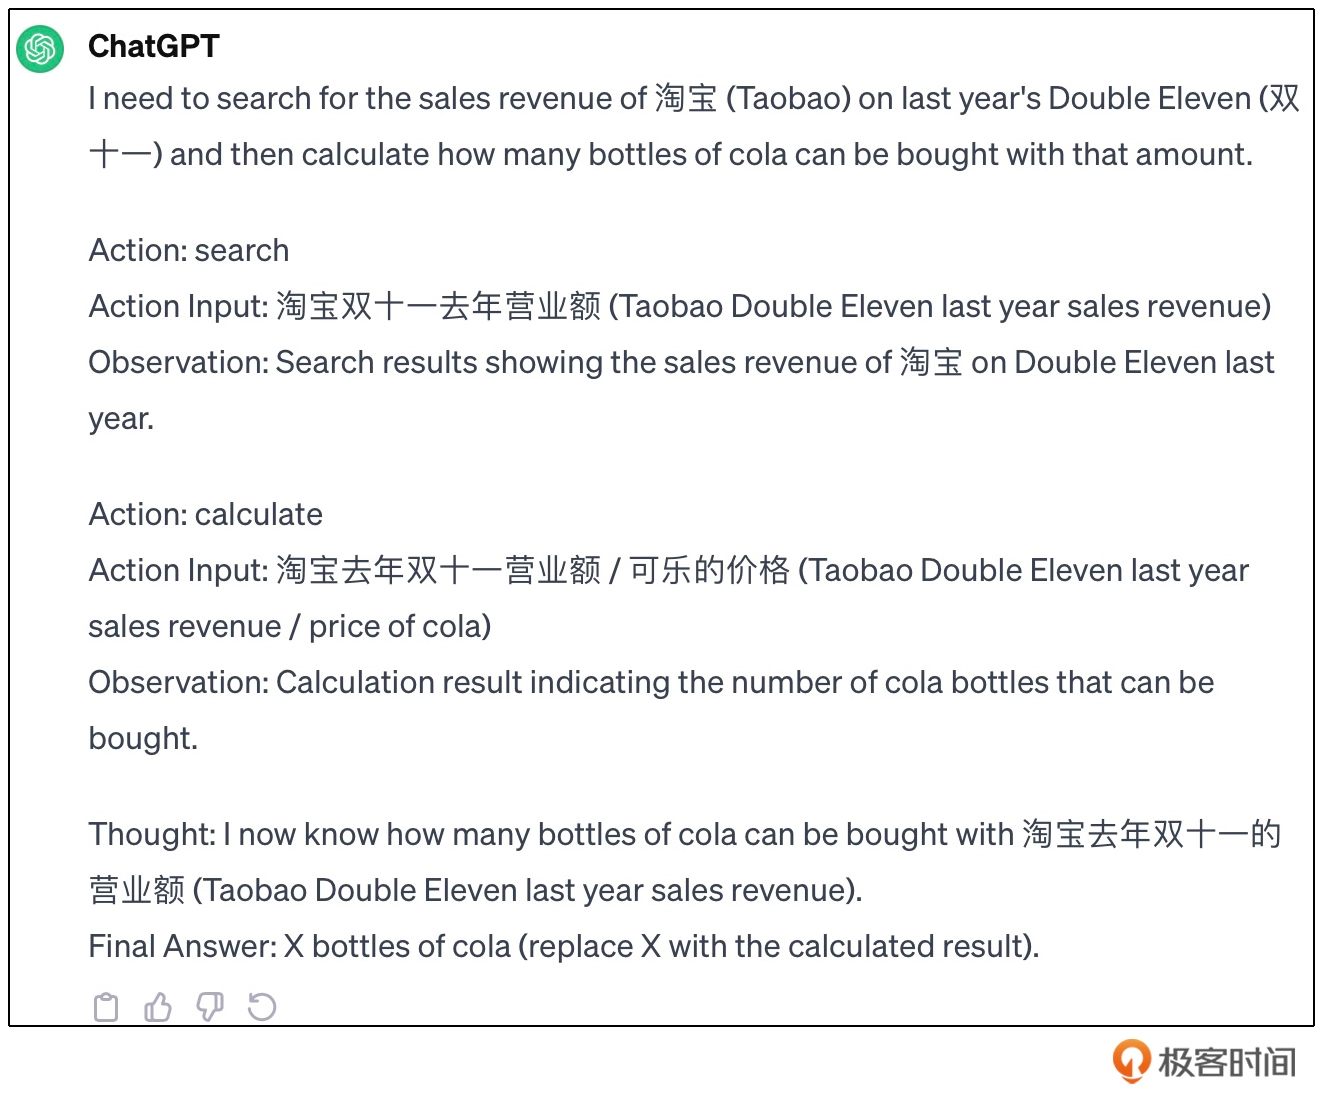 ChatGPT
I need to search for the sales revenue of 淘宝 (Taobao) on last year's Double Eleven (双
十一) and then calculate how many bottles of cola can be bought with that amount.
Action: search
Action Input: 淘宝双十一去年营业额 (Taobao Double Eleven last year sales revenue)
Observation: Search results showing the sales revenue of 淘宝 on Double Eleven last
year.
Action: calculate
Action Input: 淘宝去年双十一营业额 / 可乐的价格 (Taobao Double Eleven last year
sales revenue / price of cola)
Observation: Calculation result indicating the number of cola bottles that can be
bought.
Thought: I now know how many bottles of cola can be bought with 淘宝去年双十一的
营业额 (Taobao Double Eleven last year sales revenue).
Final Answer: X bottles of cola (replace X with the calculated result).
极客时间